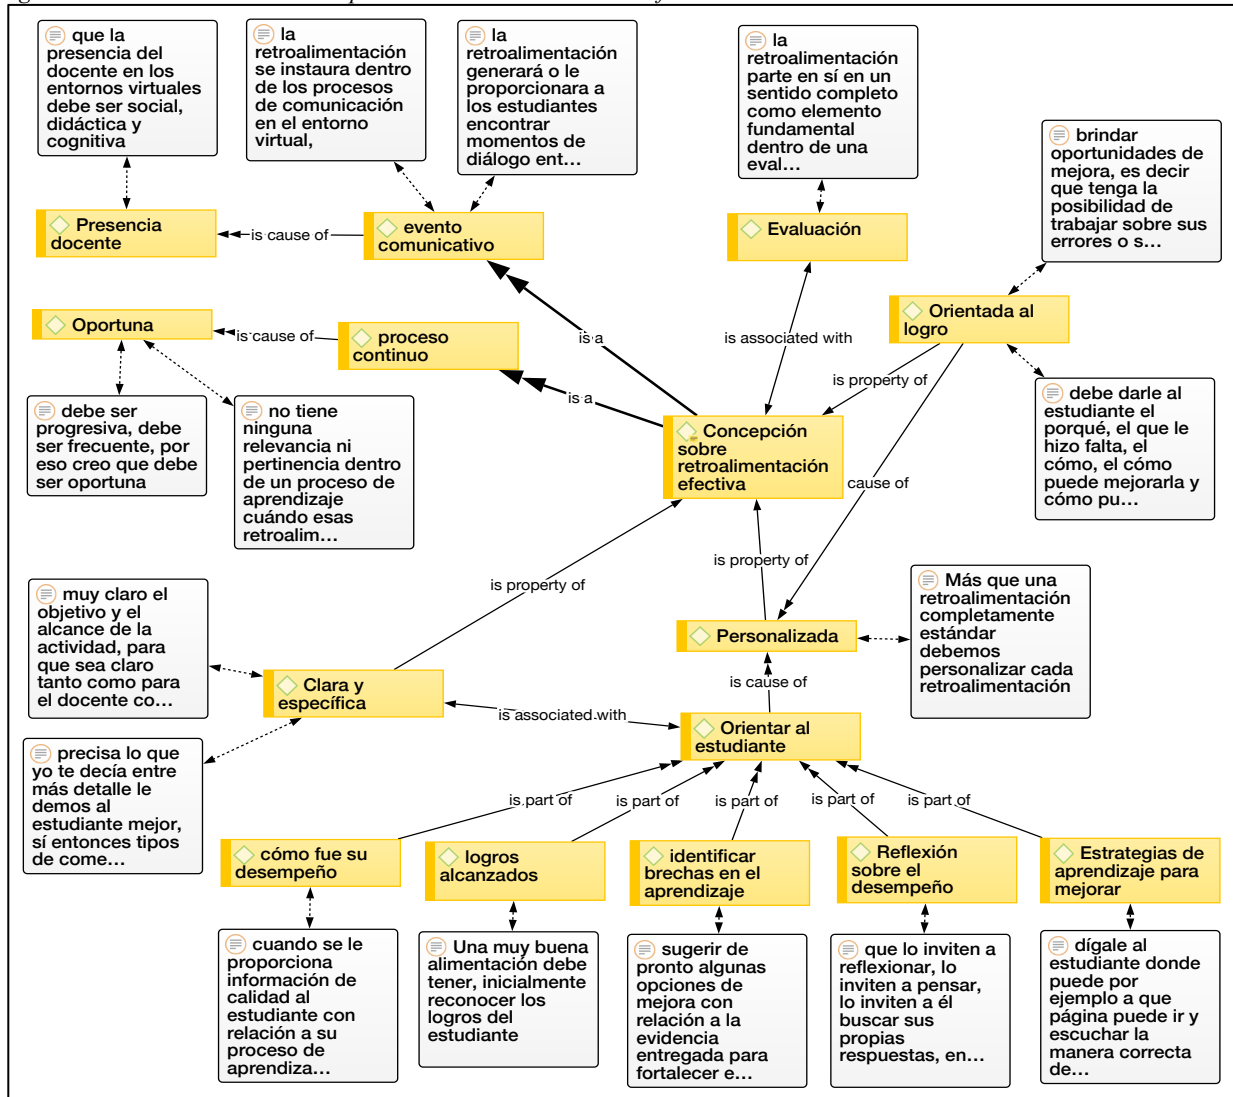 que la
presencia del
docente en los
entornos virtuales
debe ser social,
didáctica y
cognitiva
la
retroalimentación
se instaura dentro
de los procesos
de comunicación
en el entorno
virtual,
la
retroalimentación
generará o le
proporcionara a
los estudiantes
encontrar
momentos de
diálogo ent...
la
retroalimentación
parte en sí en un
sentido completo
como elemento
fundamental
dentro de una
eval...
brindar
oportunidades de
mejora, es decir
que tenga la
posibilidad de
trabajar sobre sus
errores o s...
Presencia
docente
is cause of
evento
comunicativo
Evaluación
Oportuna
is cause of
proceso
continuo
is a
is a
is associated with
Orientada al
logro
is property of
debe ser
progresiva, debe
ser frecuente, por
eso creo que debe
ser oportuna
no tiene
ninguna
relevancia ni
pertinencia dentro
de un proceso de
aprendizaje
cuándo esas
retroalim...
Concepción
sobre
retroalimentación
efectiva
cause of
debe darle al
estudiante el
porqué, el que le
hizo falta, el
cómo, el cómo
puede mejorarla y
cómo pu...
is property of
is property of
muy claro el
objetivo y el
alcance de la
actividad, para
que sea claro
tanto como para
el docente co...
Personalizada
Más que una
retroalimentación
completamente
estándar
debemos
personalizar cada
retroalimentación
Clara y
específica
is cause of
is associated with
Orientar al
estudiante
precisa lo que
yo te decía entre
más detalle le
demos al
estudiante mejor,
sí entonces tipos
de come...
is part of
is part of
is part of
is part of
is part of
cómo fue su
desempeño
logros
alcanzados
identificar
brechas en el
aprendizaje
Reflexión
sobre el
desempeño
Estrategias de
aprendizaje para
mejorar
cuando se le
proporciona
información de
calidad al
estudiante con
relación a su
proceso de
aprendiza...
Una muy buena
alimentación debe
tener, inicialmente
reconocer los
logros del
estudiante
sugerir de
pronto algunas
opciones de
mejora con
relación a la
evidencia
entregada para
fortalecer e...
que lo inviten a
reflexionar, lo
inviten a pensar,
lo inviten a él
buscar sus
propias
respuestas, en...
dígale al
estudiante donde
puede por
ejemplo a que
página puede ir y
escuchar la
manera correcta
de...